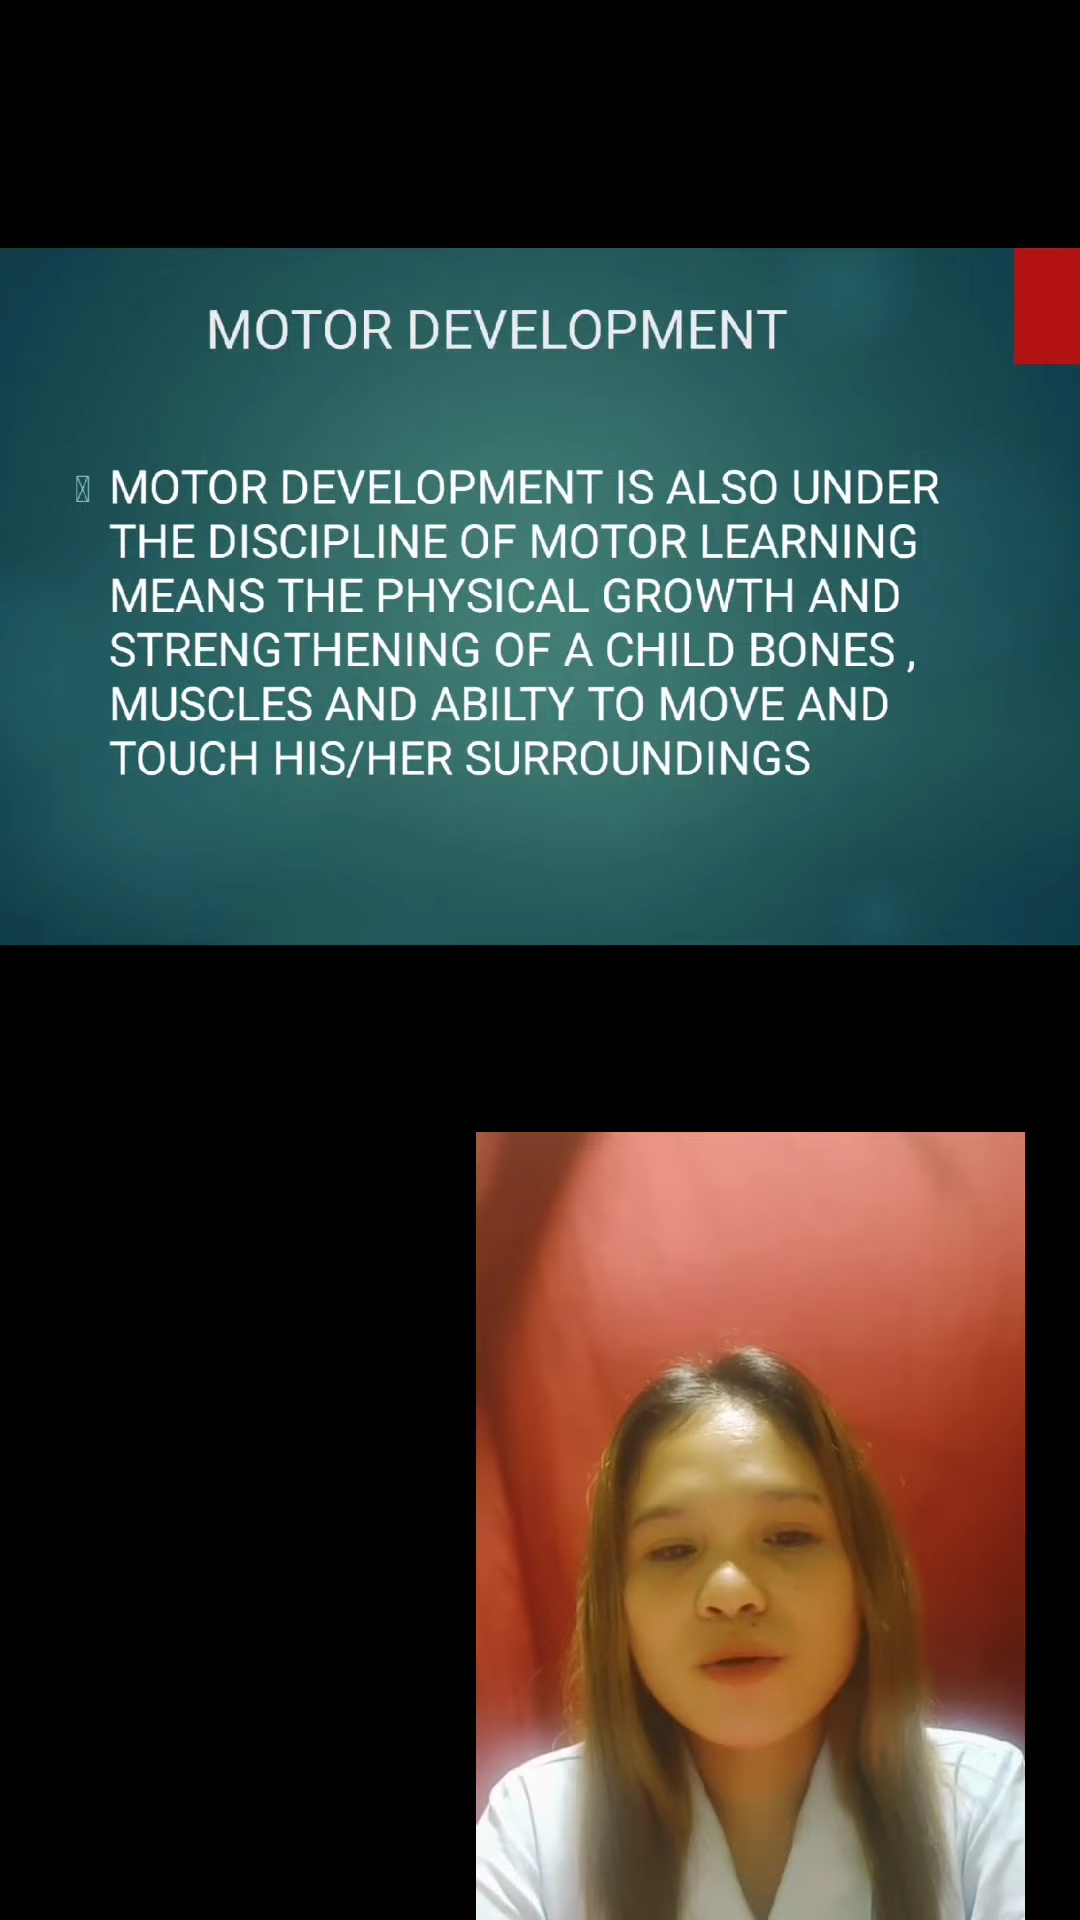 MOTOR DEVELOPMENT
MOTOR DEVELOPMENT IS ALSO UNDER
THE DISCIPLINE OF MOTOR LEARNING
MEANS THE PHYSICAL GROWTH AND
STRENGTHENING OF A CHILD BONES ,
MUSCLES AND ABILTY TO MOVE AND
TOUCH HIS/HER SURROUNDINGS